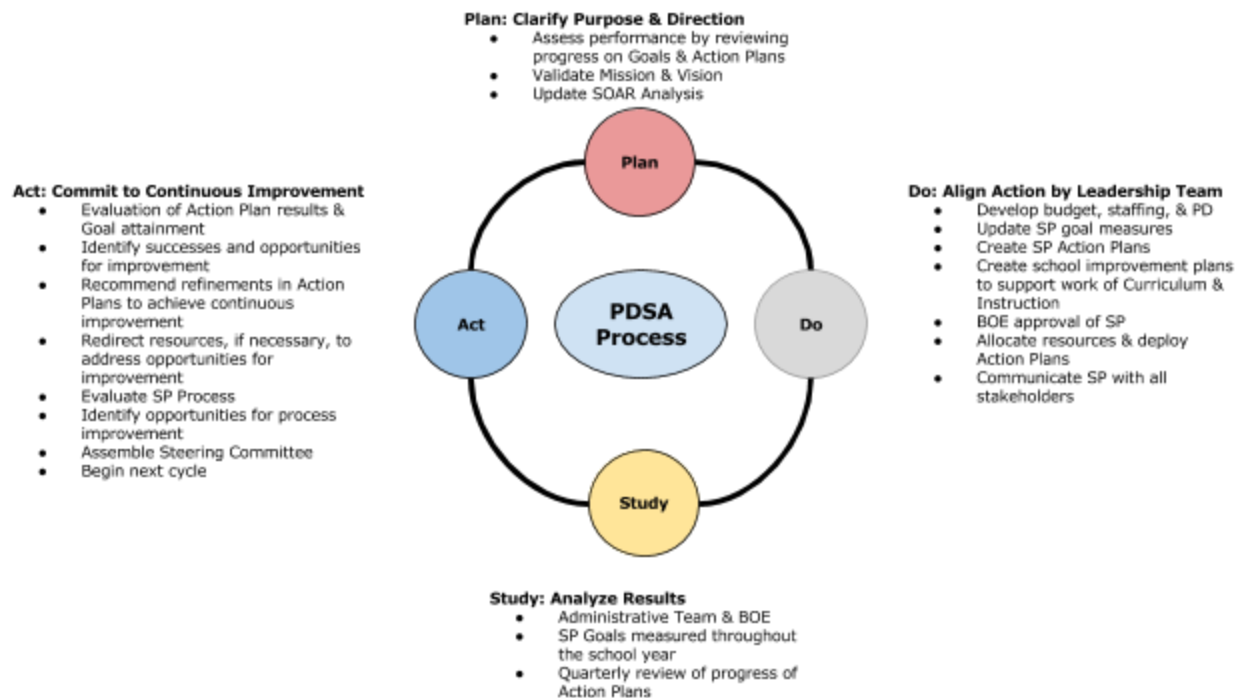 Plan: Clarify Purpose & Direction
● Assess performance by reviewing
progress on Goals & Action Plans
● Validate Mission & Vision
● Update SOAR Analysis
Plan
Act: Commit to Continuous Improvement
● Evaluation of Action Plan results &
Goal attainment
● Identify successes and opportunities
for improvement
● Recommend refinements in Action
Plans to achieve continuous
improvement
● Redirect resources, if necessary, to
address opportunities for
improvement
● Evaluate SP Process
● Identify opportunities for process
improvement
● Assemble Steering Committee
● Begin next cycle
Act
PDSA
Process
Do
Do: Align Action by Leadership Team
● Develop budget, staffing, & PD
● Update SP goal measures
● Create SP Action Plans
● Create school improvement plans
to support work of Curriculum &
Instruction
● BOE approval of SP
● Allocate resources & deploy
Action Plans
● Communicate SP with all
stakeholders
Study
Study: Analyze Results
● Administrative Team & BOE
● SP Goals measured throughout
the school year
● Quarterly review of progress of
Action Plans